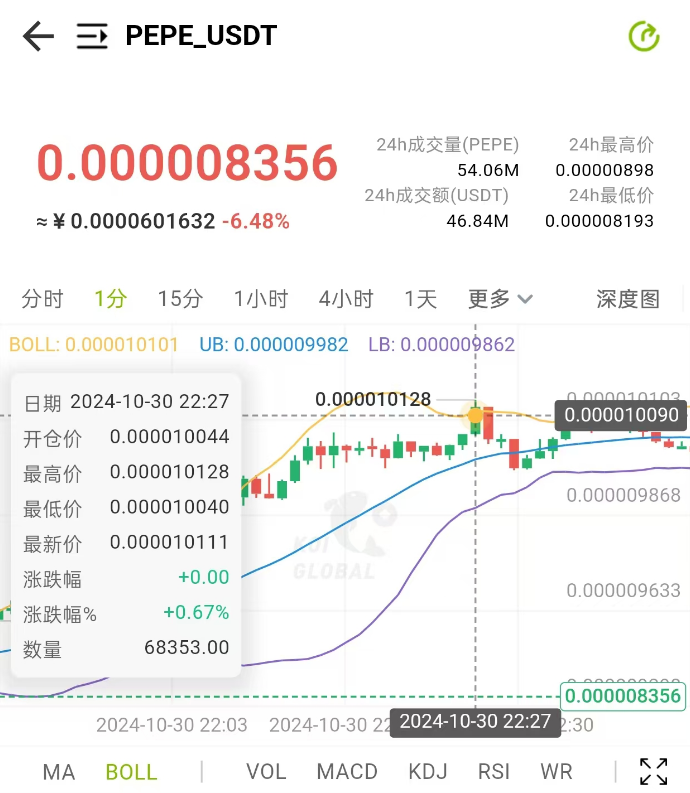 PEPE_USDT
0.000008356
≈ ¥ 0.0000601632 -6.48%
24h成交量(PEPE)
54.06M
24h最高价
0.00000898
24h成交额(USDT)
46.84M
24h最低价
0.000008193
分时 1分 15分 1小时 4小时 1天 更多 深度图
BOLL: 0.000010101 UB: 0.000009982 LB: 0.000009862
日期 2024-10-30 22:27
开仓价 0.000010044
最高价 0.000010128
最低价 0.000010040
最新价 0.000010111
涨跌幅 +0.00
涨跌幅% +0.67%
数量 68353.00
0.000010128
0.000010103
0.000010090
0.000009868
KOI
GLOBAL
0.000009633
0.000008356
2024-10-30 22:03 2024-10-30 22 2024-10-30 22:27 2:30
MA BOLL VOL MACD KDJ RSI WR